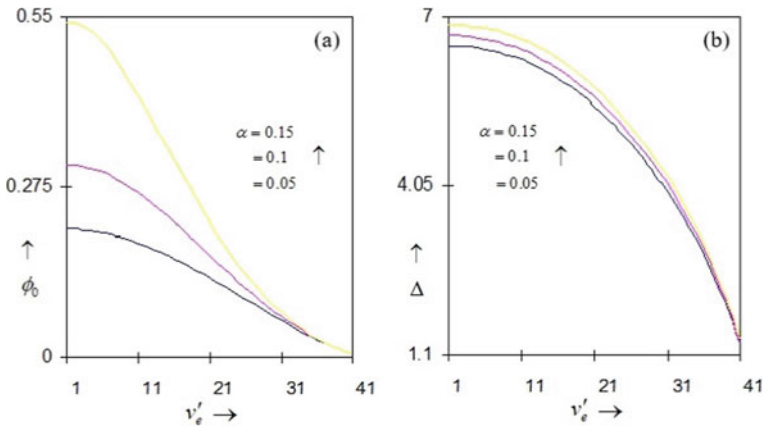 0.55
(a)
α = 0.15
= 0.1
= 0.05
↑
0.275
↑
ϕ₀
0
1 11 21 31 41
v′ₑ →
7
(b)
α = 0.15
= 0.1
= 0.05
↑
4.05
↑
Δ
1.1
1 11 21 31 41
v′ₑ →